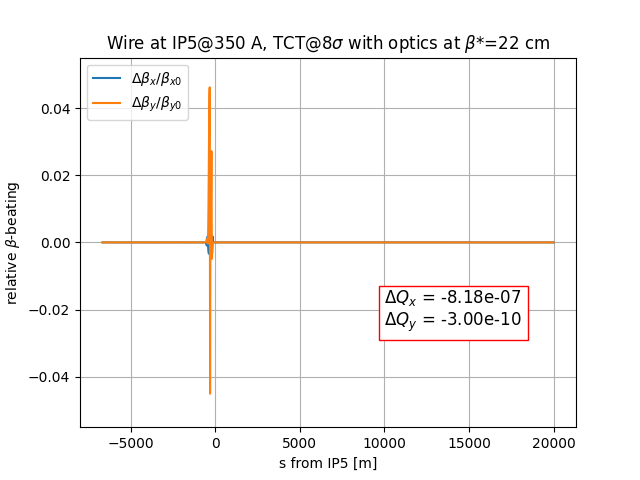 Wire at IP5@350 A, TCT@8σ with optics at β*=22 cm
Δβx/βx0
Δβy/βy0
relative β-beating
0.04
0.02
0.00
−0.02
−0.04
ΔQx = -8.18e-07
ΔQy = -3.00e-10
−5000 0 5000 10000 15000 20000
s from IP5 [m]